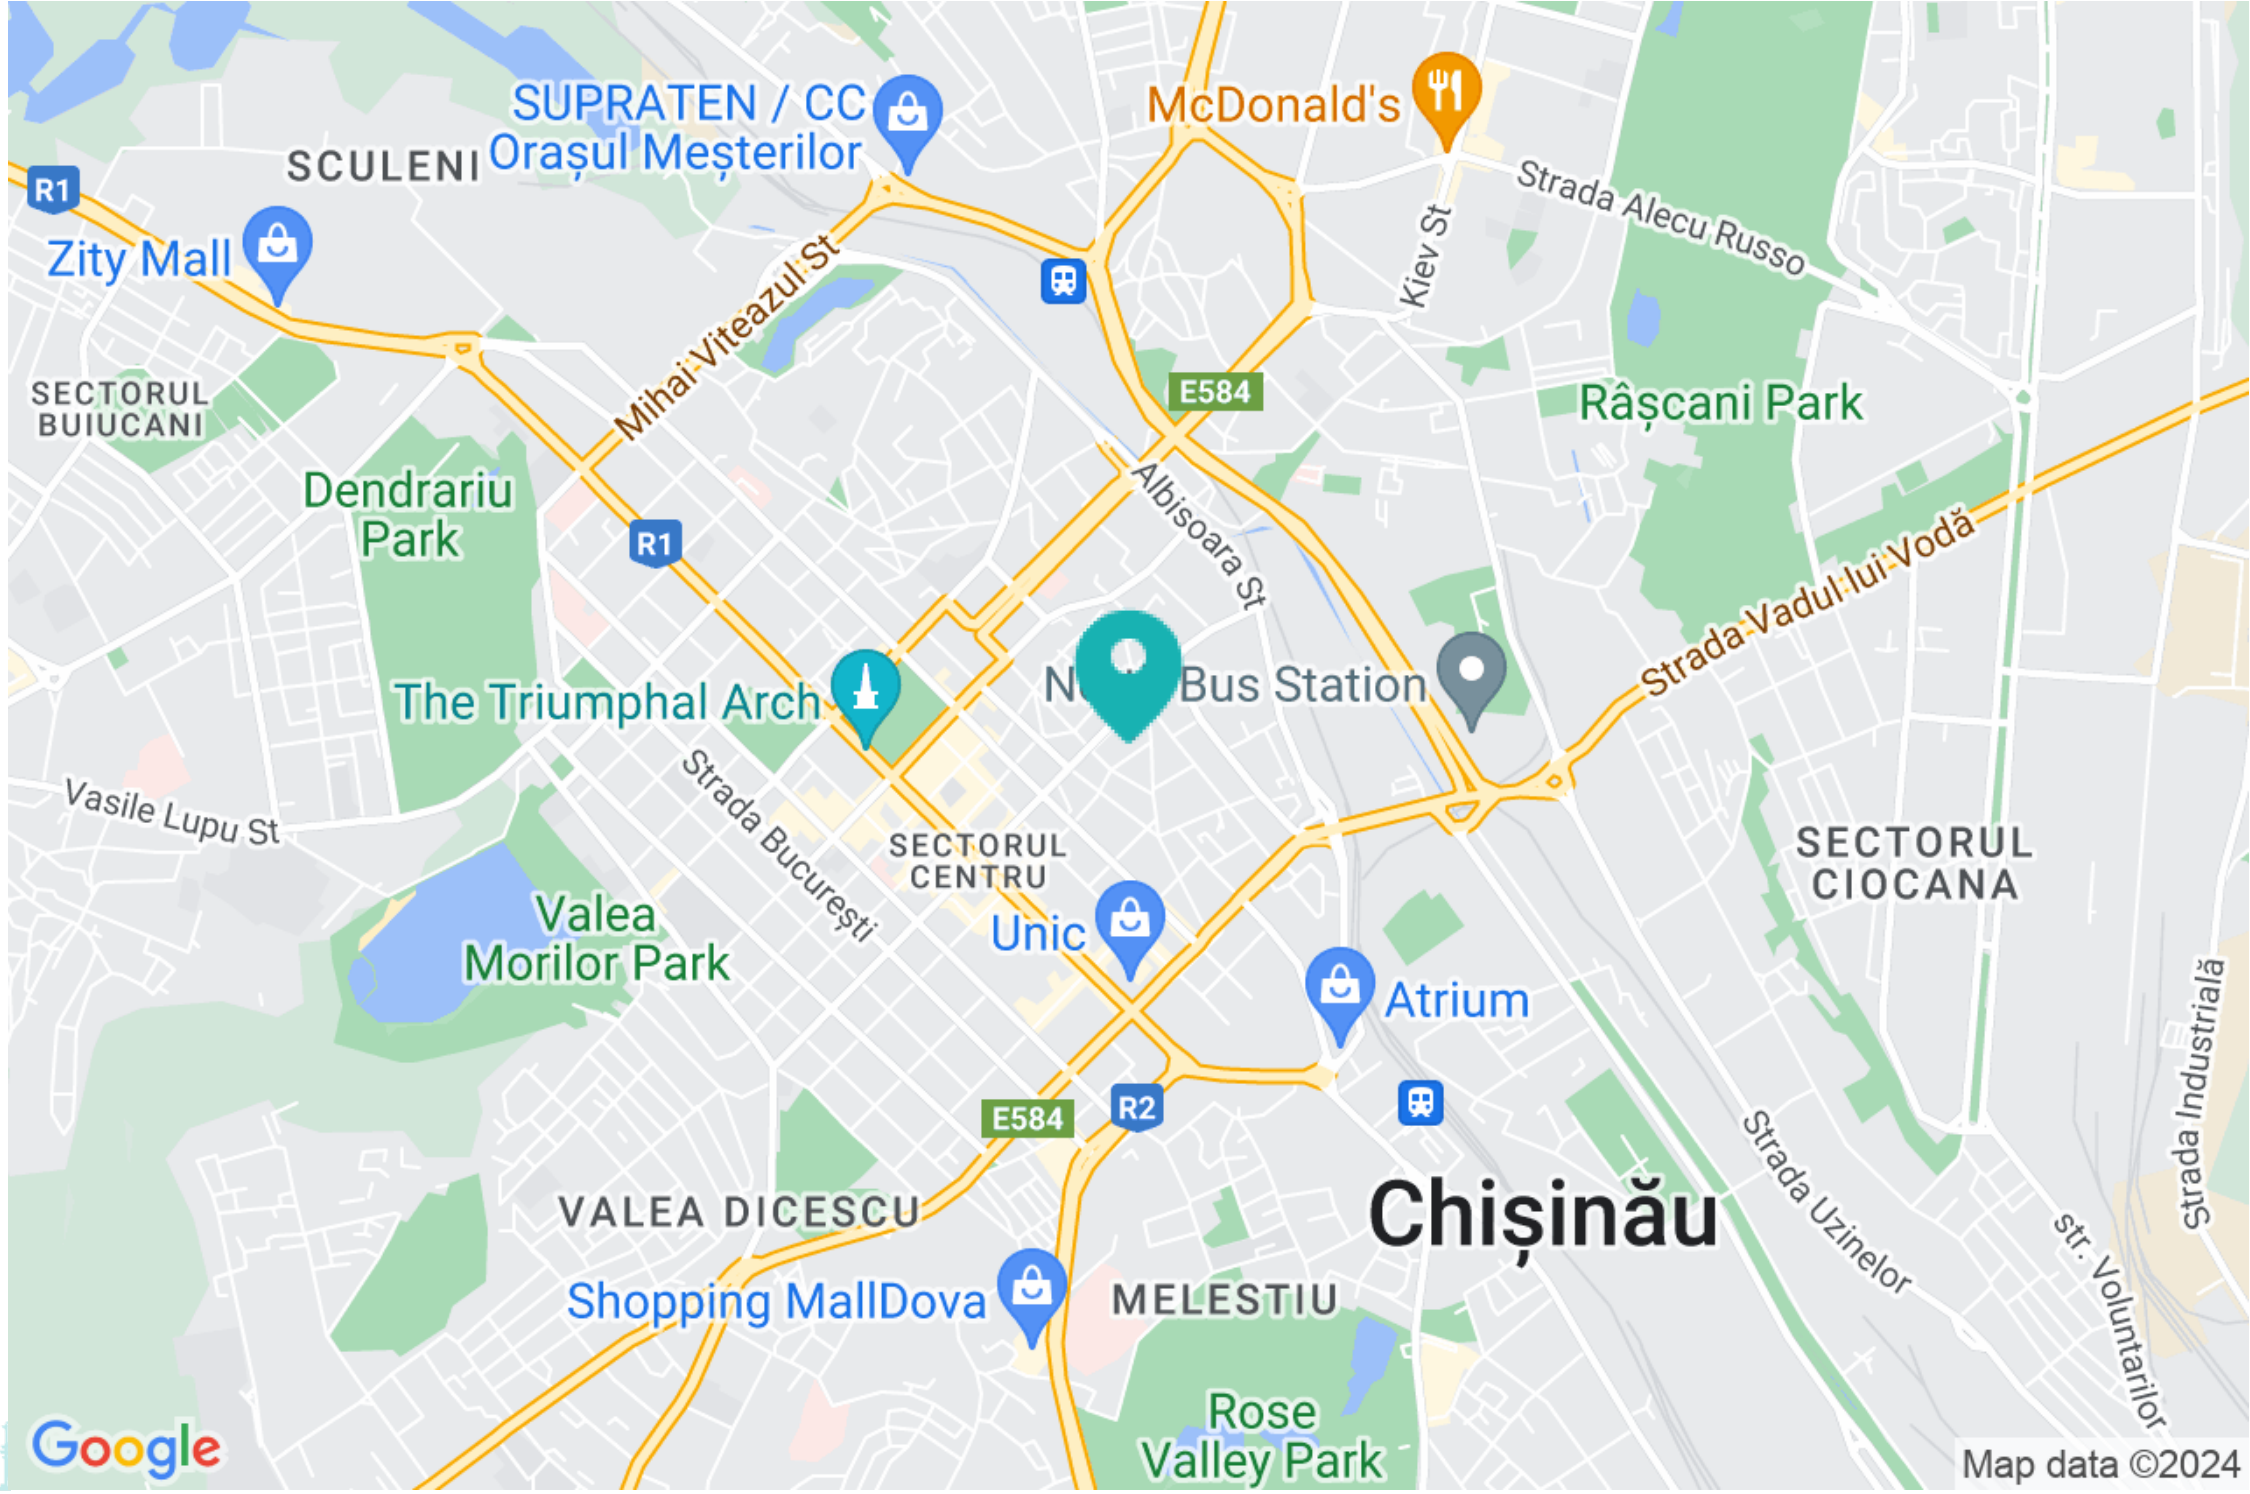 SUPRATEN / CC
Orașul Meșterilor
McDonald's
SCULENI
R1
Strada Alecu Russo
Zity Mall
Kiev St
Mihai Viteazul St
E584
SECTORUL
BUIUCANI
Râșcani Park
Dendrariu
Park
R1
Albisoara St
Strada Vadul lui Vodă
Bus Station
The Triumphal Arch
Strada București
Vasile Lupu St
SECTORUL
CENTRU
SECTORUL
CIOCANA
Valea
Morilor Park
Unic
Atrium
Strada Industrială
E584
R2
Strada Uzinelor
VALEA DICESCU
Chișinău
str. Voluntarilor
Shopping MallDova
MELESTIU
Rose
Valley Park
Google
Map data ©2024